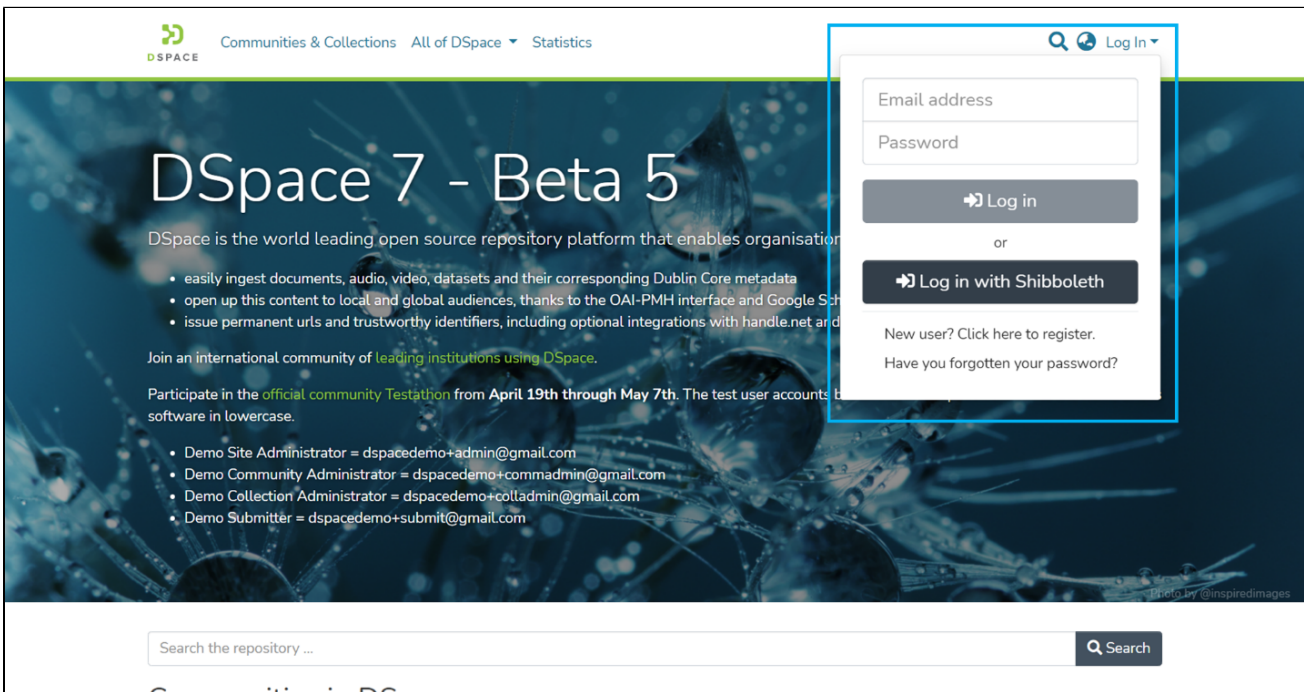 DSPACE
Communities & Collections All of DSpace Statistics
Log In
Email address
Password
Log in
or
Log in with Shibboleth
New user? Click here to register.
Have you forgotten your password?
DSpace 7 - Beta 5
DSpace is the world leading open source repository platform that enables
• easily ingest documents, audio, video, datasets and their corresponding Dublin Core metadata
• open up this content to local and global audiences, thanks to the OAI-PMH interface and Google
• issue permanent urls and trustworthy identifiers, including optional integrations with handle.net and
Join an international community of leading institutions using DSpace.
Participate in the official community Testathon from April 19th through May 7th. The test user accounts
software in lowercase.
• Demo Site Administrator = dspacedemo+admin@gmail.com
• Demo Community Administrator = dspacedemo+commadmin@gmail.com
• Demo Collection Administrator = dspacedemo+colladmin@gmail.com
• Demo Submitter = dspacedemo+submit@gmail.com
Photo by @inspiredimages
Search the repository ...
Search